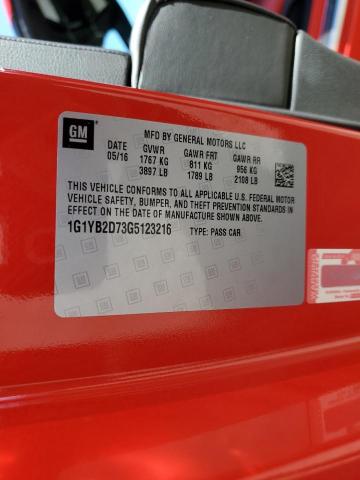 GM
MFD BY GENERAL MOTORS LLC
DATE GVWR GAWR FRT GAWR RR
05/16 1767 KG 811 KG 956 KG
3897 LB 1789 LB 2108 LB
THIS VEHICLE CONFORMS TO ALL APPLICABLE U.S. FEDERAL MOTOR
VEHICLE SAFETY, BUMPER, AND THEFT PREVENTION STANDARDS IN
EFFECT ON THE DATE OF MANUFACTURE SHOWN ABOVE.
1G1YB2D73G5123216 TYPE: PASS CAR
WARNING